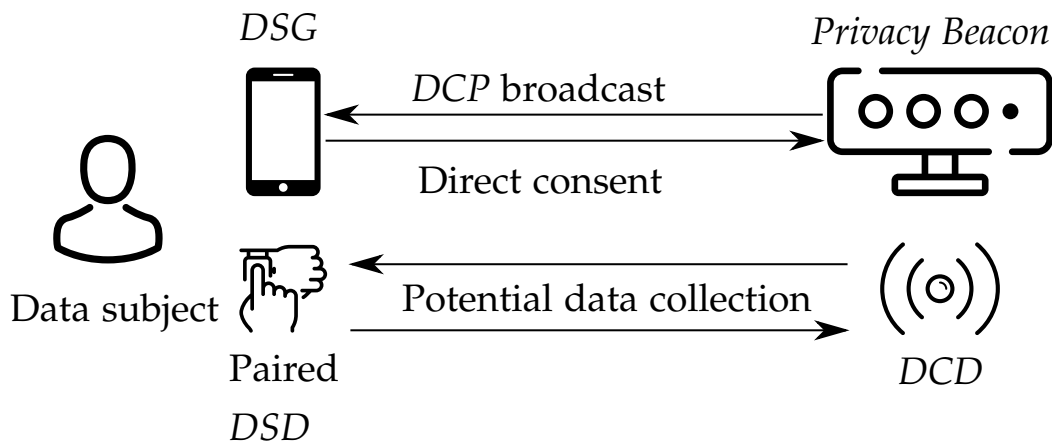 DSG
Privacy Beacon
DCP broadcast
Direct consent
Data subject
Potential data collection
Paired
DSD
DCD